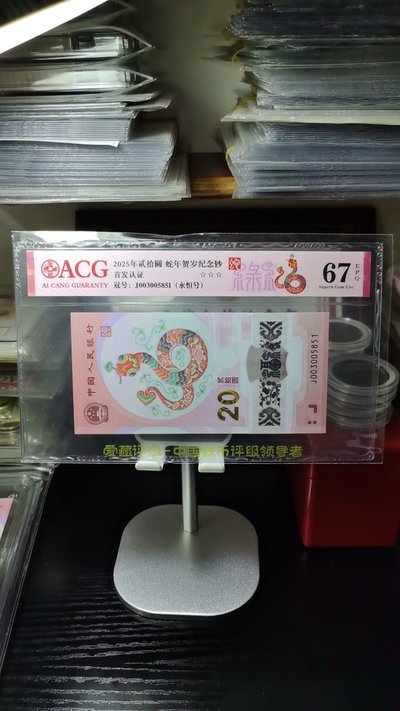 ACG
AI CANG GUARANTY
2025年贰拾圆 蛇年贺岁纪念钞
首发认证 ☆☆☆
冠号: J003005851 (永恒号)
67 EPQ
Superb Gem Unc
中国人民银行
贰拾圆
20
J003005851
爱藏评级 中国钱币评级领导者